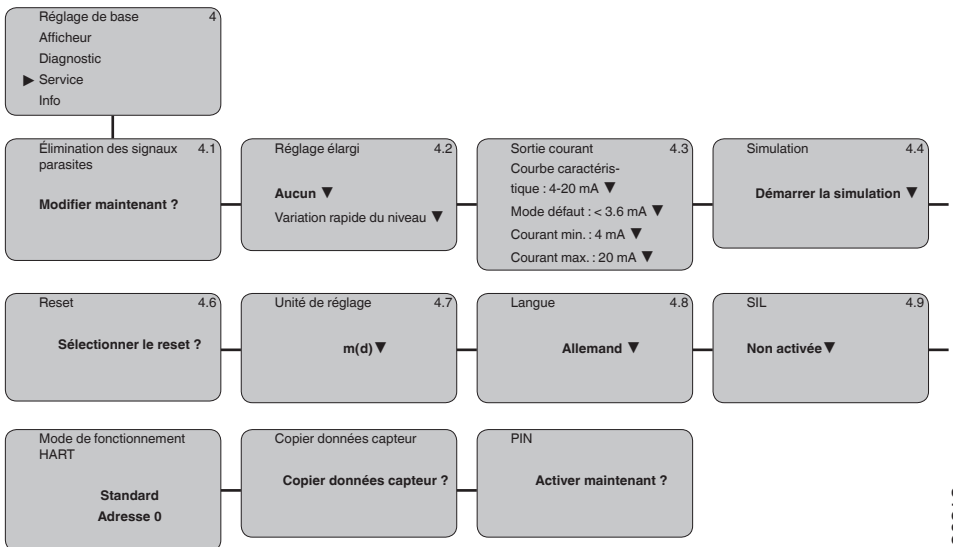 Réglage de base 4
Afficheur
Diagnostic
▶ Service
Info
Élimination des signaux 4.1
parasites
Modifier maintenant ?
Réglage élargi 4.2
Aucun ▼
Variation rapide du niveau ▼
Sortie courant 4.3
Courbe caractéris-
tique : 4-20 mA ▼
Mode défaut : < 3.6 mA ▼
Courant min. : 4 mA ▼
Courant max. : 20 mA ▼
Simulation 4.4
Démarrer la simulation ▼
Reset 4.6
Sélectionner le reset ?
Unité de réglage 4.7
m(d) ▼
Langue 4.8
Allemand ▼
SIL 4.9
Non activée ▼
Mode de fonctionnement
HART
Standard
Adresse 0
Copier données capteur
Copier données capteur ?
PIN
Activer maintenant ?